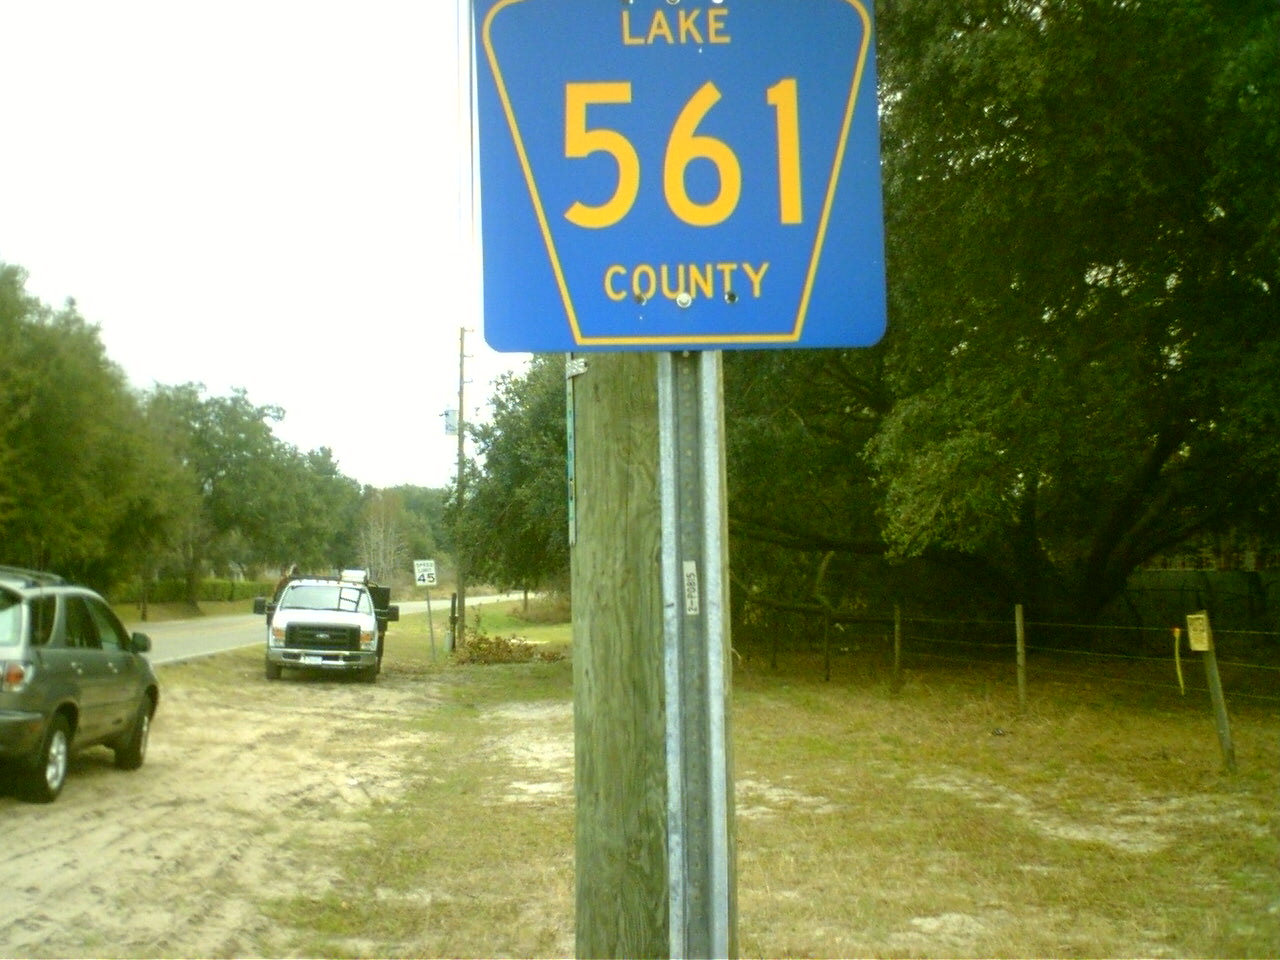 LAKE
561
COUNTY
SPEED
LIMIT
45